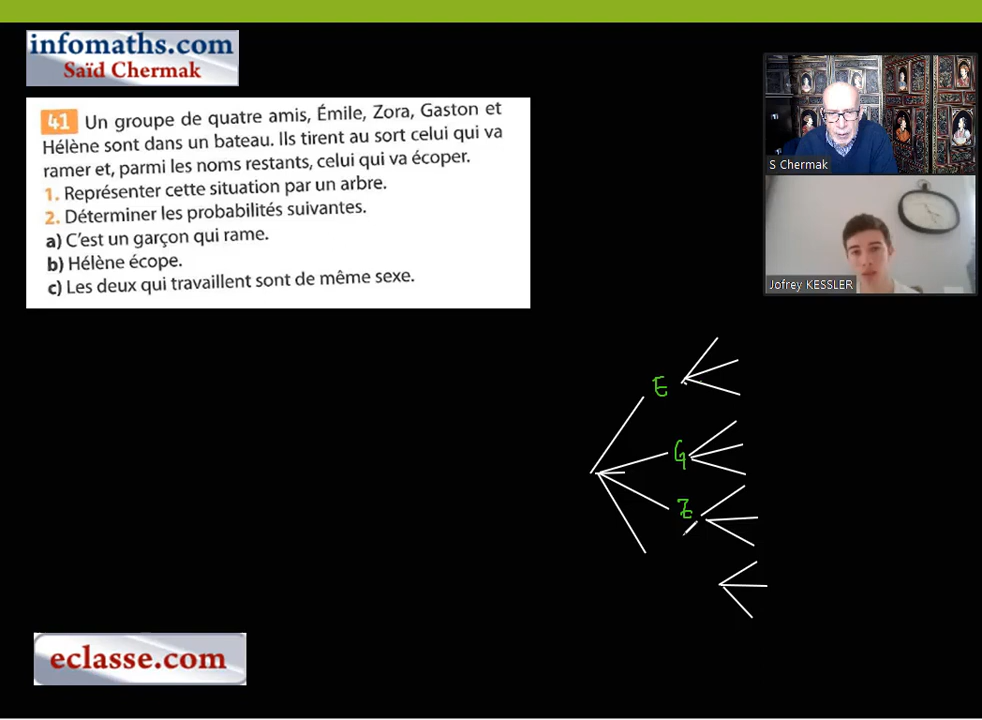 infomaths.com
Saïd Chermak
41 Un groupe de quatre amis, Émile, Zora, Gaston et
Hélène sont dans un bateau. Ils tirent au sort celui qui va
ramer et, parmi les noms restants, celui qui va écoper.
1. Représenter cette situation par un arbre.
2. Déterminer les probabilités suivantes.
a) C'est un garçon qui rame.
b) Hélène écope.
c) Les deux qui travaillent sont de même sexe.
S Chermak
Jofrey KESSLER
E
G
Z
eclasse.com